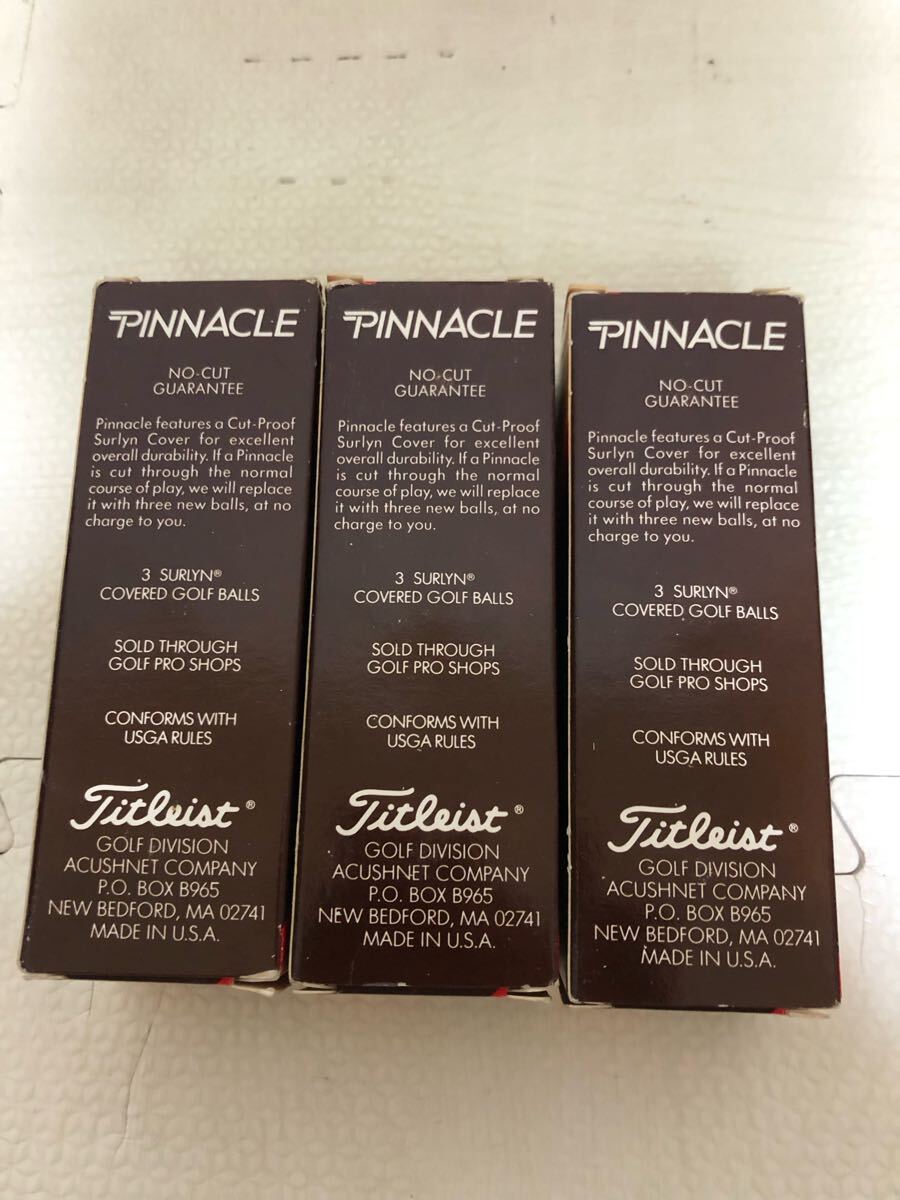 PINNACLE
NO-CUT
GUARANTEE
Pinnacle features a Cut-Proof
Surlyn Cover for excellent
overall durability. If a Pinnacle
is cut through the normal
course of play, we will replace
it with three new balls, at no
charge to you.
3 SURLYN®
COVERED GOLF BALLS
SOLD THROUGH
GOLF PRO SHOPS
CONFORMS WITH
USGA RULES
Titleist®
GOLF DIVISION
ACUSHNET COMPANY
P.O. BOX B965
NEW BEDFORD, MA 02741
MADE IN U.S.A.
PINNACLE
NO-CUT
GUARANTEE
Pinnacle features a Cut-Proof
Surlyn Cover for excellent
overall durability. If a Pinnacle
is cut through the normal
course of play, we will replace
it with three new balls, at no
charge to you.
3 SURLYN®
COVERED GOLF BALLS
SOLD THROUGH
GOLF PRO SHOPS
CONFORMS WITH
USGA RULES
Titleist®
GOLF DIVISION
ACUSHNET COMPANY
P.O. BOX B965
NEW BEDFORD, MA 02741
MADE IN U.S.A.
PINNACLE
NO-CUT
GUARANTEE
Pinnacle features a Cut-Proof
Surlyn Cover for excellent
overall durability. If a Pinnacle
is cut through the normal
course of play, we will replace
it with three new balls, at no
charge to you.
3 SURLYN®
COVERED GOLF BALLS
SOLD THROUGH
GOLF PRO SHOPS
CONFORMS WITH
USGA RULES
Titleist®
GOLF DIVISION
ACUSHNET COMPANY
P.O. BOX B965
NEW BEDFORD, MA 02741
MADE IN U.S.A.